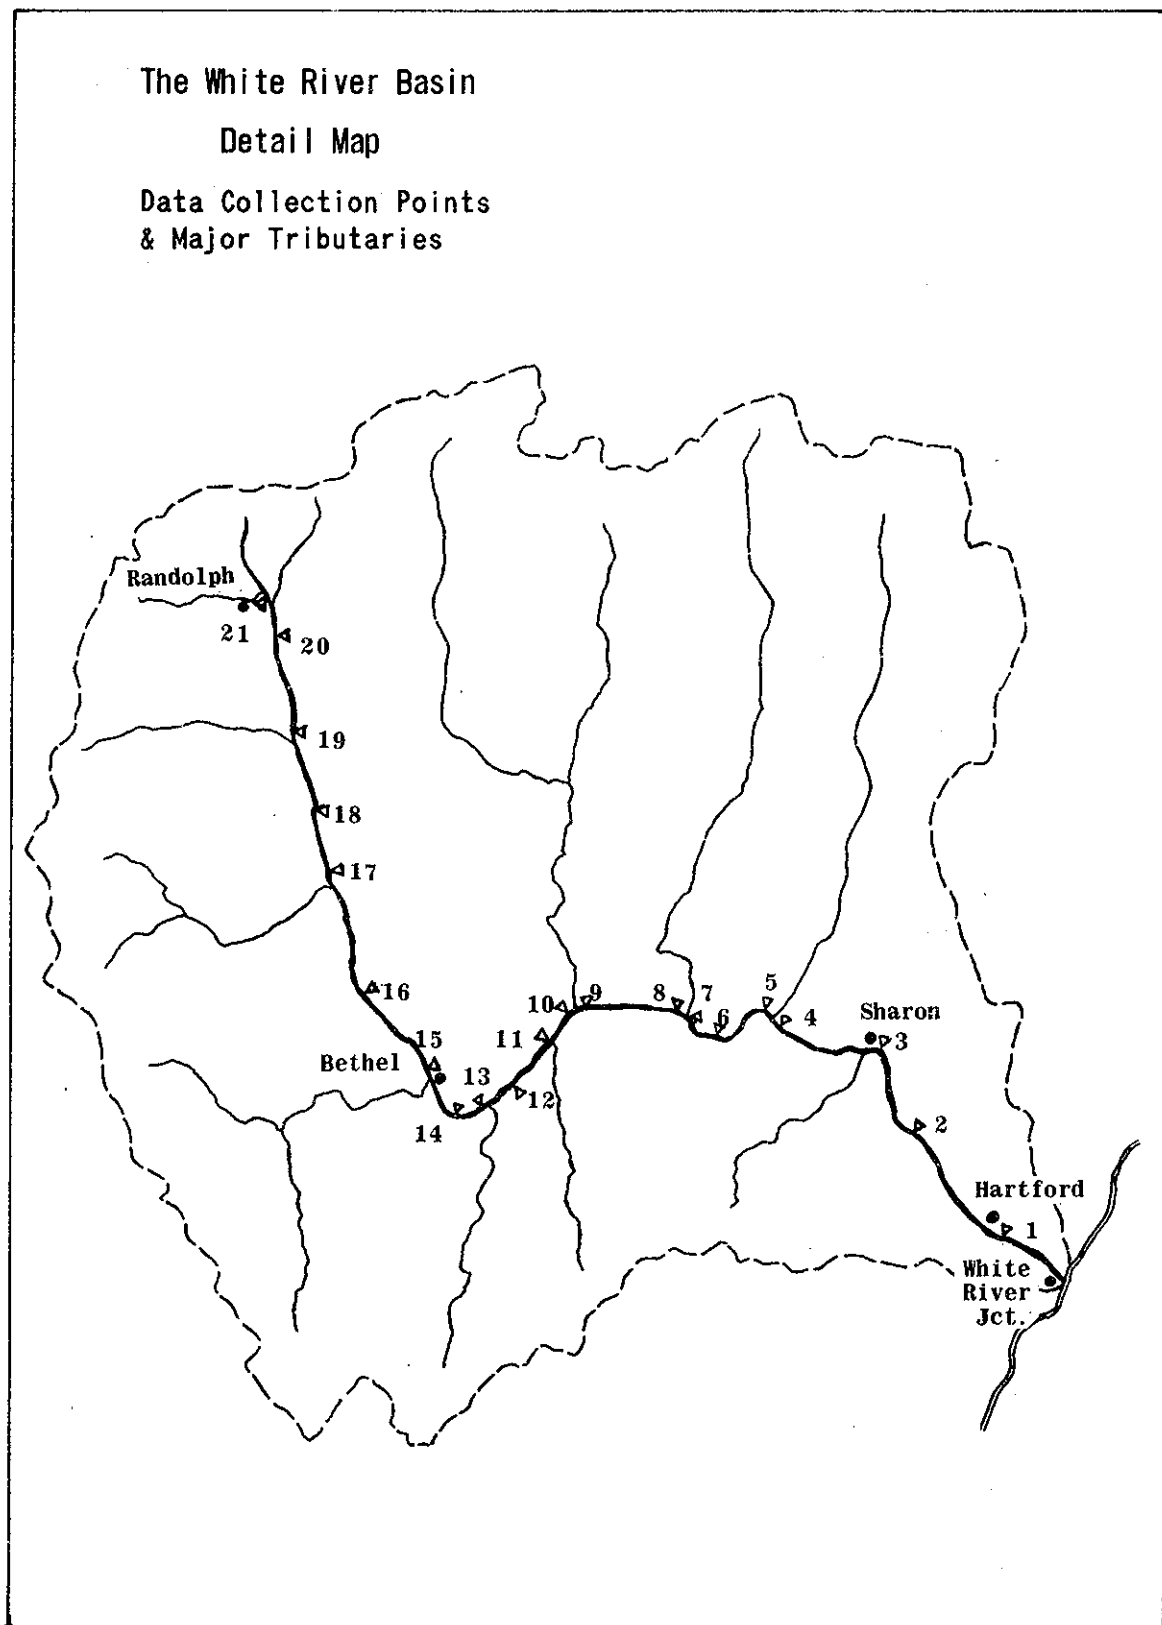 The White River Basin
Detail Map
Data Collection Points
& Major Tributaries
Randolph
21
20
19
18
17
16
15
Bethel
14
13
12
11
10
9
8
7
6
5
4
Sharon
3
2
Hartford
1
White
River
Jct.